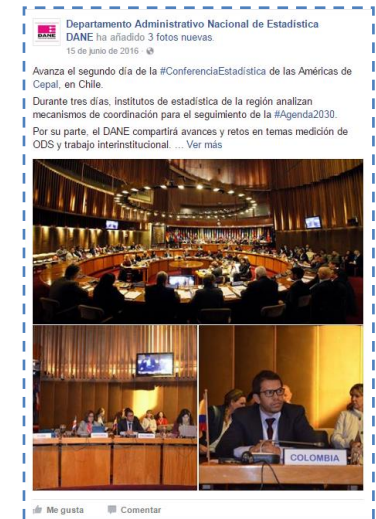 DANE
Departamento Administrativo Nacional de Estadística
DANE ha añadido 3 fotos nuevas.
15 de junio de 2016 ·
Avanza el segundo día de la #ConferenciaEstadística de las Américas de
Cepal, en Chile.
Durante tres días, institutos de estadística de la región analizan
mecanismos de coordinación para el seguimiento de la #Agenda2030.
Por su parte, el DANE compartirá avances y retos en temas medición de
ODS y trabajo interinstitucional. ... Ver más
COLOMBIA
Me gusta Comentar